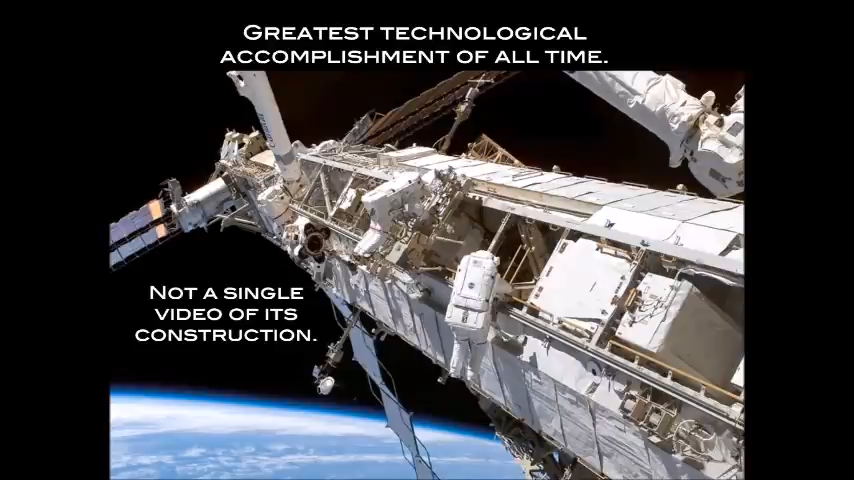 Greatest technological
accomplishment of all time.
Not a single
video of its
construction.